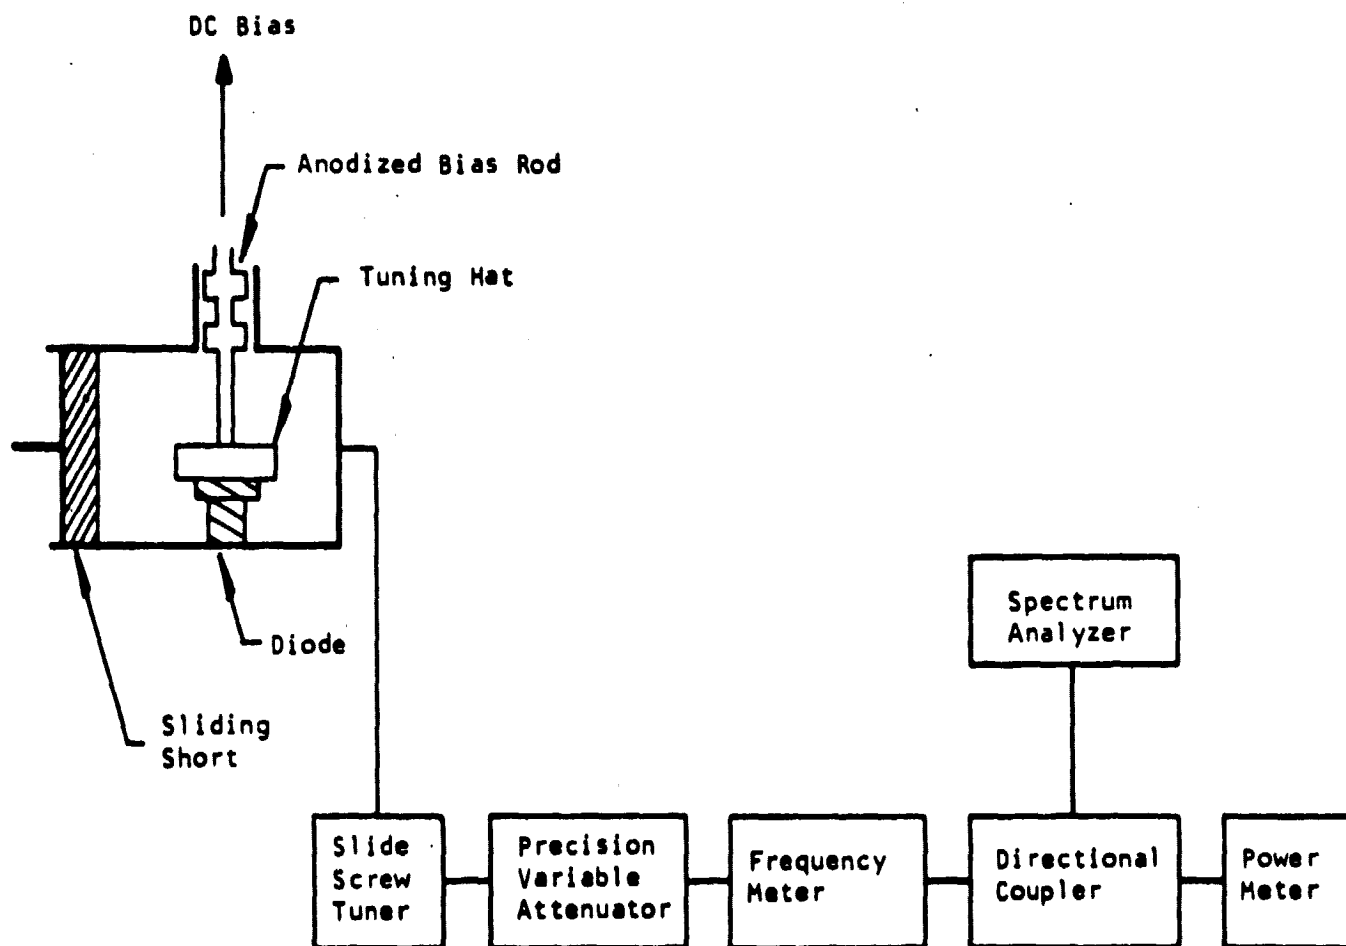 DC Bias
Anodized Bias Rod
Tuning Hat
Diode
Sliding
Short
Spectrum
Analyzer
Slide
Screw
Tuner
Precision
Variable
Attenuator
Frequency
Meter
Directional
Coupler
Power
Meter